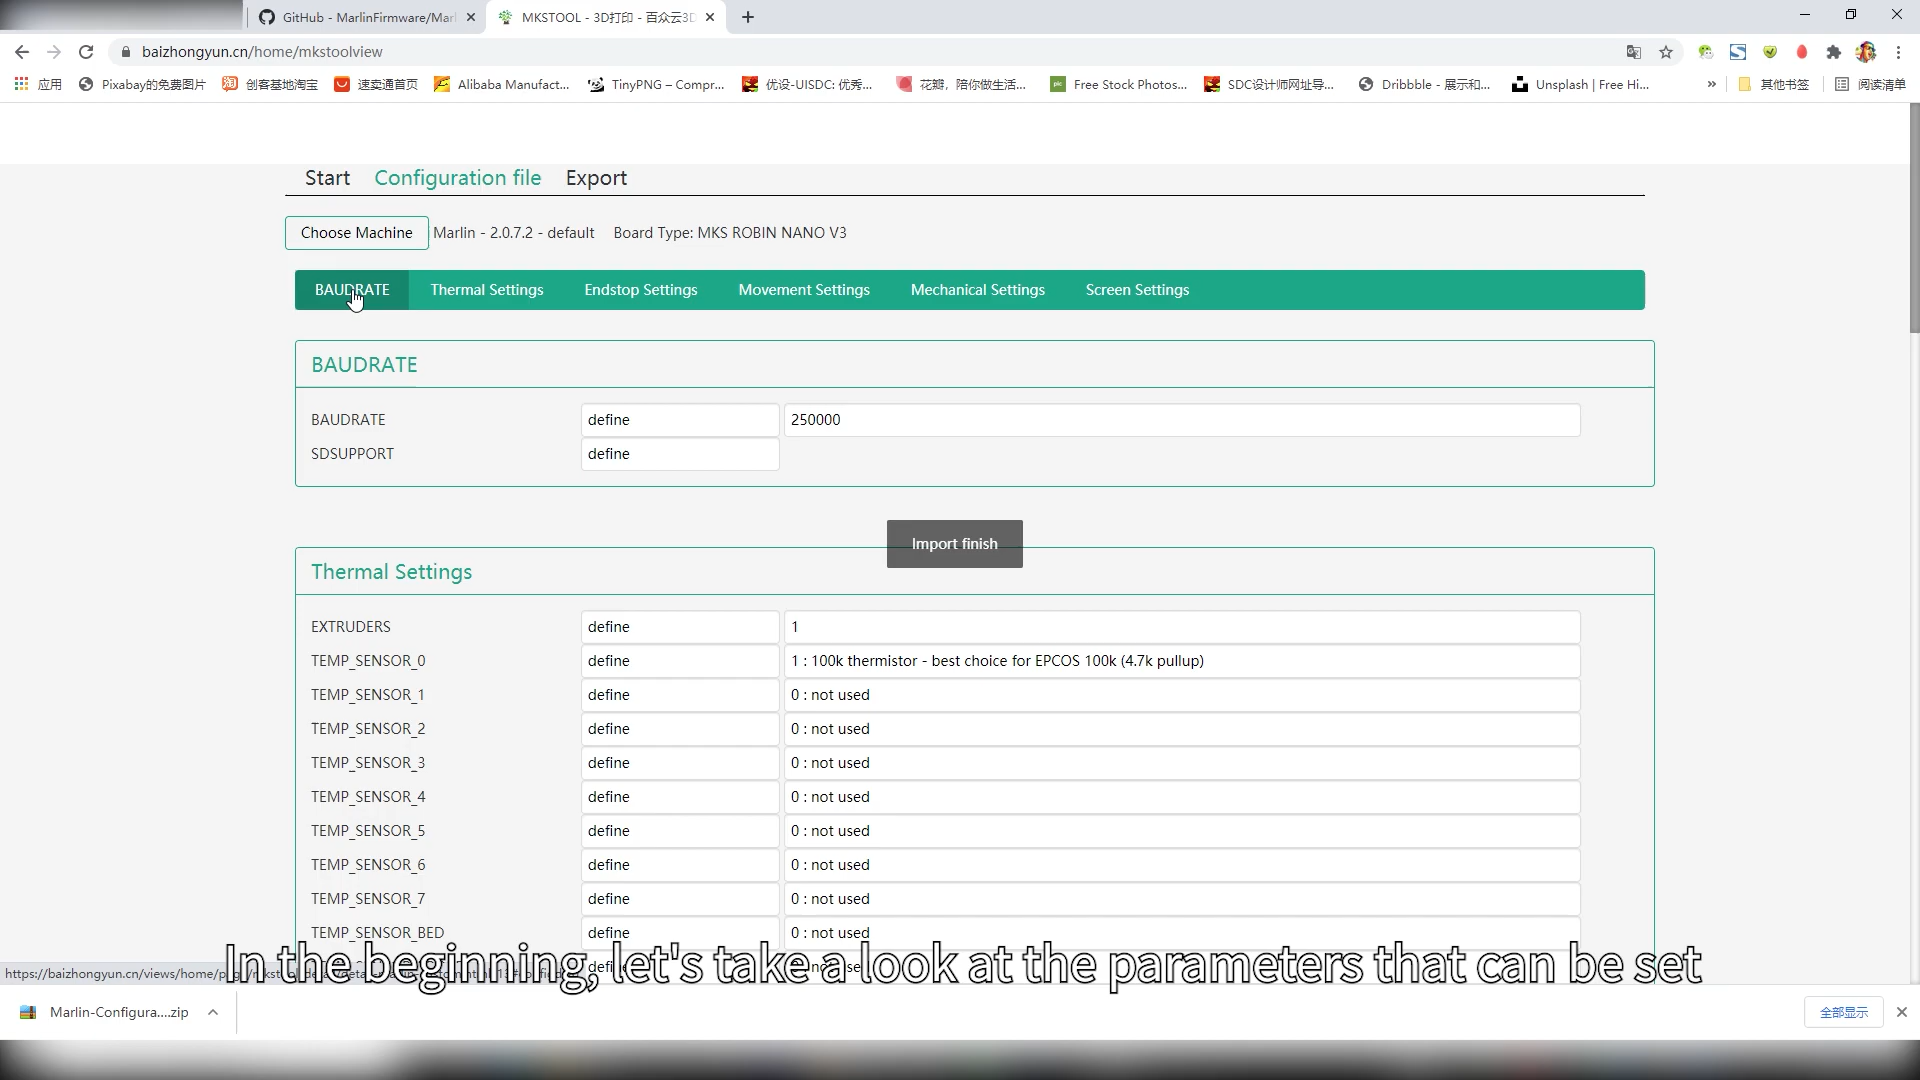 GitHub - MarlinFirmware/Mar
MKSTOOL - 3D打印 - 百众云3D
baizhongyun.cn/home/mkstoolview
应用 Pixabay的免费图片 创客基地淘宝 速卖通首页 Alibaba Manufact... TinyPNG – Compr... 优设-UISDC: 优秀... 花瓣，陪你做生活... Free Stock Photos... SDC设计师网址导... Dribbble - 展示和... Unsplash | Free Hi... » 其他书签 阅读清单
Start Configuration file Export
Choose Machine Marlin - 2.0.7.2 - default Board Type: MKS ROBIN NANO V3
BAUDRATE Thermal Settings Endstop Settings Movement Settings Mechanical Settings Screen Settings
BAUDRATE
BAUDRATE define 250000
SDSUPPORT define
Import finish
Thermal Settings
EXTRUDERS define 1
TEMP_SENSOR_0 define 1 : 100k thermistor - best choice for EPCOS 100k (4.7k pullup)
TEMP_SENSOR_1 define 0 : not used
TEMP_SENSOR_2 define 0 : not used
TEMP_SENSOR_3 define 0 : not used
TEMP_SENSOR_4 define 0 : not used
TEMP_SENSOR_5 define 0 : not used
TEMP_SENSOR_6 define 0 : not used
TEMP_SENSOR_7 define 0 : not used
TEMP_SENSOR_BED define 0 : not used
In the beginning, let's take a look at the parameters that can be set
https://baizhongyun.cn/views/home/
Marlin-Configura....zip 全部显示